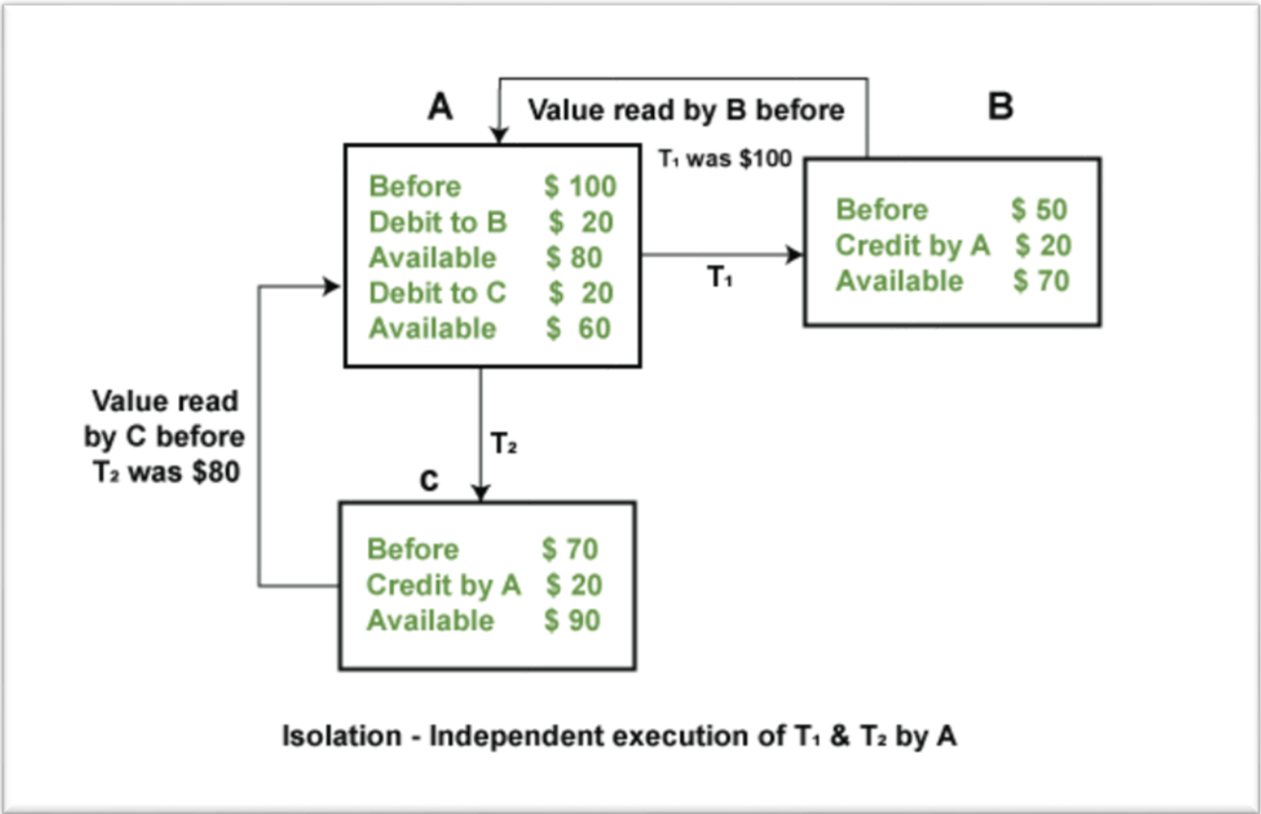 A
Value read by B before
T₁ was $100
B
Before $ 100
Debit to B $ 20
Available $ 80
Debit to C $ 20
Available $ 60
T₁
Before $ 50
Credit by A $ 20
Available $ 70
Value read
by C before
T₂ was $80
T₂
c
Before $ 70
Credit by A $ 20
Available $ 90
Isolation - Independent execution of T₁ & T₂ by A